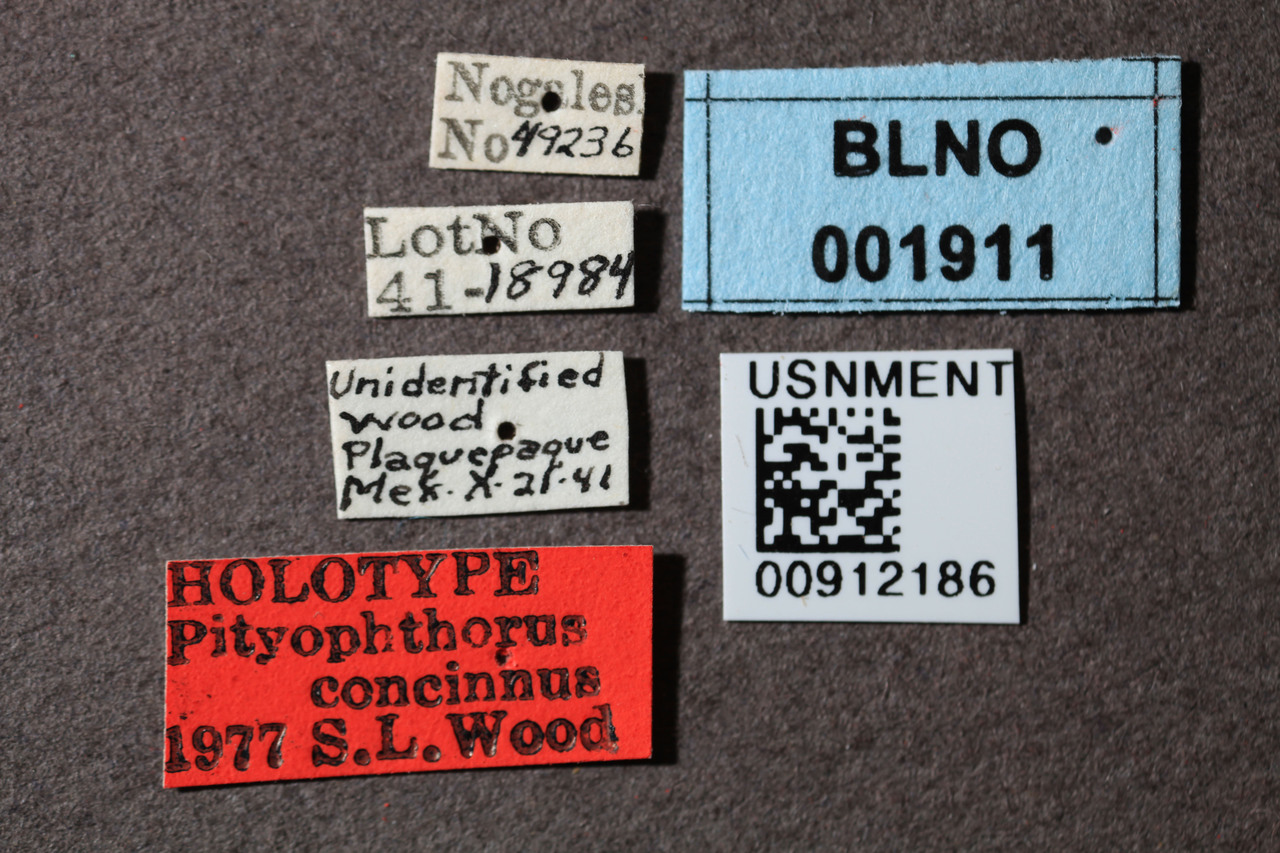 Nogales
No 49236
LotNo
41-18984
Unidentified
wood
Plaquepaque
Mex. X-21-41
HOLOTYPE
Pityophthorus
concinnus
1977 S.L.Wood
BLNO
001911
USNMENT
00912186